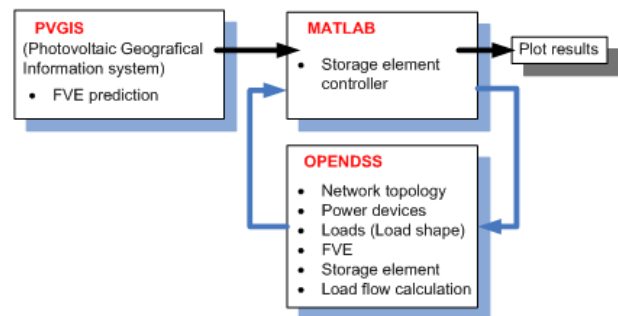 PVGIS
(Photovoltaic Geografical
Information system)
• FVE prediction
MATLAB
• Storage element
controller
Plot results
OPENDSS
• Network topology
• Power devices
• Loads (Load shape)
• FVE
• Storage element
• Load flow calculation